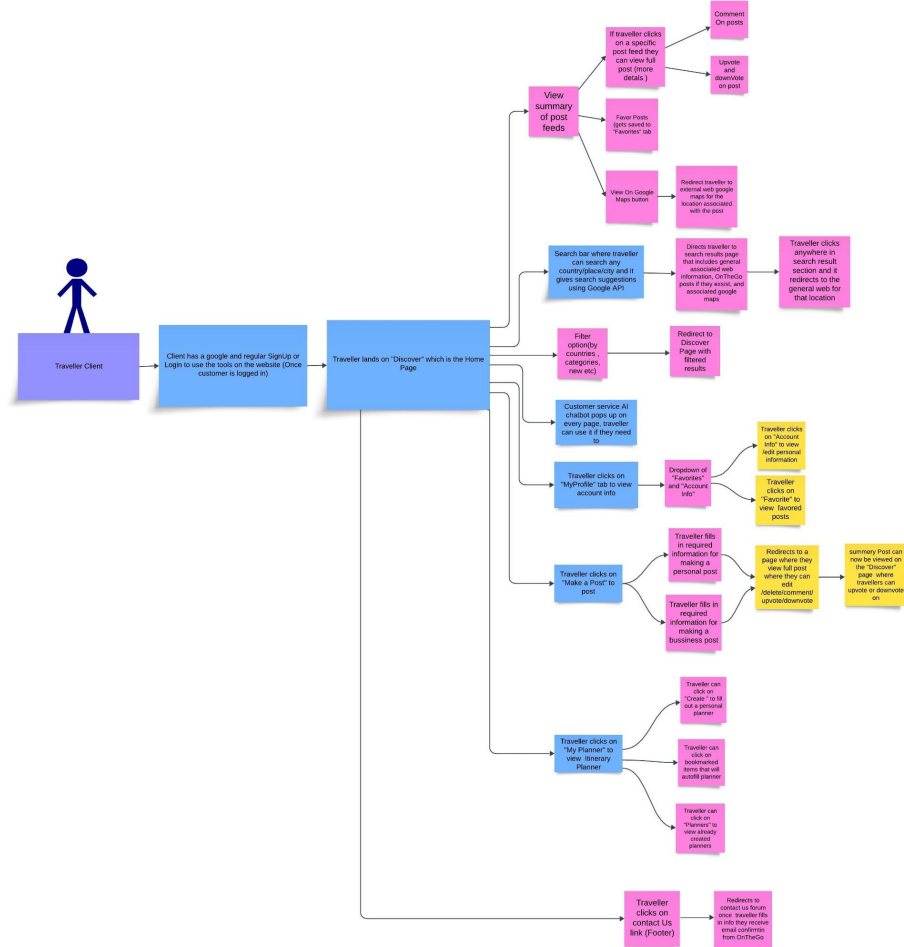 Comment
On posts
If traveller clicks
on a specific
post feed they
can view full
post (more
detals )
Upvote
and
downVote
on post
View
summary
of post
feeds
Favor Posts
(gets saved to
"Favorites" tab
View On Google
Maps button
Redirect traveller to
external web google
maps for the
location associated
with the post
Search bar where traveller
can search any
country/place/city and it
gives search suggestions
using Google API
Directs traveller to
search results page
that includes general
associated web
information, OnTheGo
posts if they exist, and
associated google
maps
Traveller clicks
anywhere in
search result
section and it
redirects to the
general web for
that location
Traveller Client
Client has a google and regular SignUp or
Login to use the tools on the website (Once
customer is logged in)
Traveller lands on "Discover" which is the Home
Page
Filter
option(by
countries ,
categories,
new etc)
Redirect to
Discover
Page with
filtered
results
Customer service AI
chatbot pops up on
every page, traveller
can use it if they need
to
Traveller clicks on
"MyProfile" tab to view
account info
Dropdown of
"Favorites"
and "Account
Info"
Traveller clicks
on "Account
Info" to view
/edit personal
information
Traveller
clicks on
"Favorite" to
view favored
posts
Traveller clicks on
"Make a Post" to
post
Traveller fills
in required
information for
making a
personal post
Traveller fills in
required
information for
making a
bussiness post
Redirects to a
page where they
view full post
where they can
edit
/delete/comment/
upvote/downvote
summery Post can
now be viewed on
the "Discover"
page where
travellers can
upvote or downvote
on
Traveller clicks on
"My Planner" to
view Itinerary
Planner
Traveller can
click on
"Create " to fill
out a personal
planner
Traveller can
click on
bookmarked
items that will
autofill planner
Traveller can
click on
"Planners" to
view already
created
planners
Traveller
clicks on
contact Us
link (Footer)
Redirects to
contact us forum
once traveller fills
in info they receive
email confirmtin
from OnTheGo